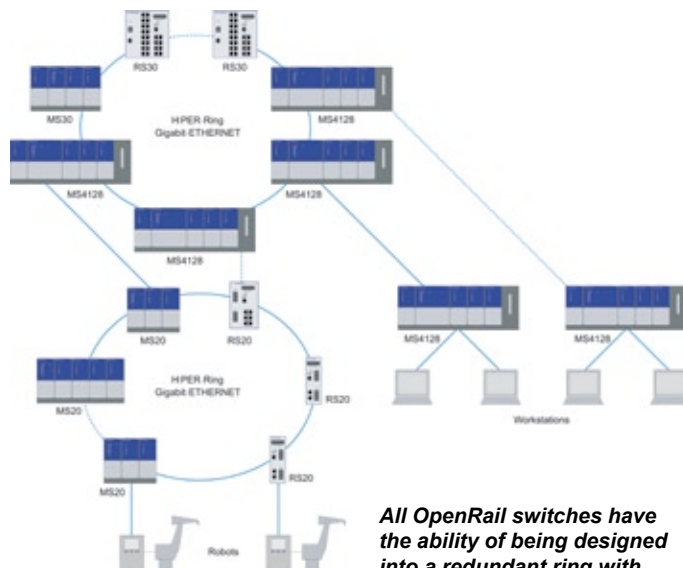 RS30
RS30
MS30
MS4128
HIPER-Ring
Gigabit-ETHERNET
MS4128
MS4128
MS4128
MS20
RS20
MS4128
MS4128
HIPER-Ring
Gigabit-ETHERNET
MS20
RS20
Workstations
MS20
RS20
Robots
All OpenRail switches have
the ability of being designed
into a redundant ring with